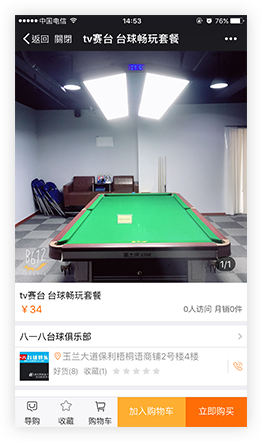 中国电信
14:53
76%
返回 關閉
tv赛台 台球畅玩套餐
B612
1/1
tv赛台 台球畅玩套餐
¥34
0人访问 月销0件
八一八台球俱乐部
玉兰大道保利梧桐语商铺2号楼4楼
好货(8) 收藏(1)
导购
收藏
购物车
加入购物车
立即购买